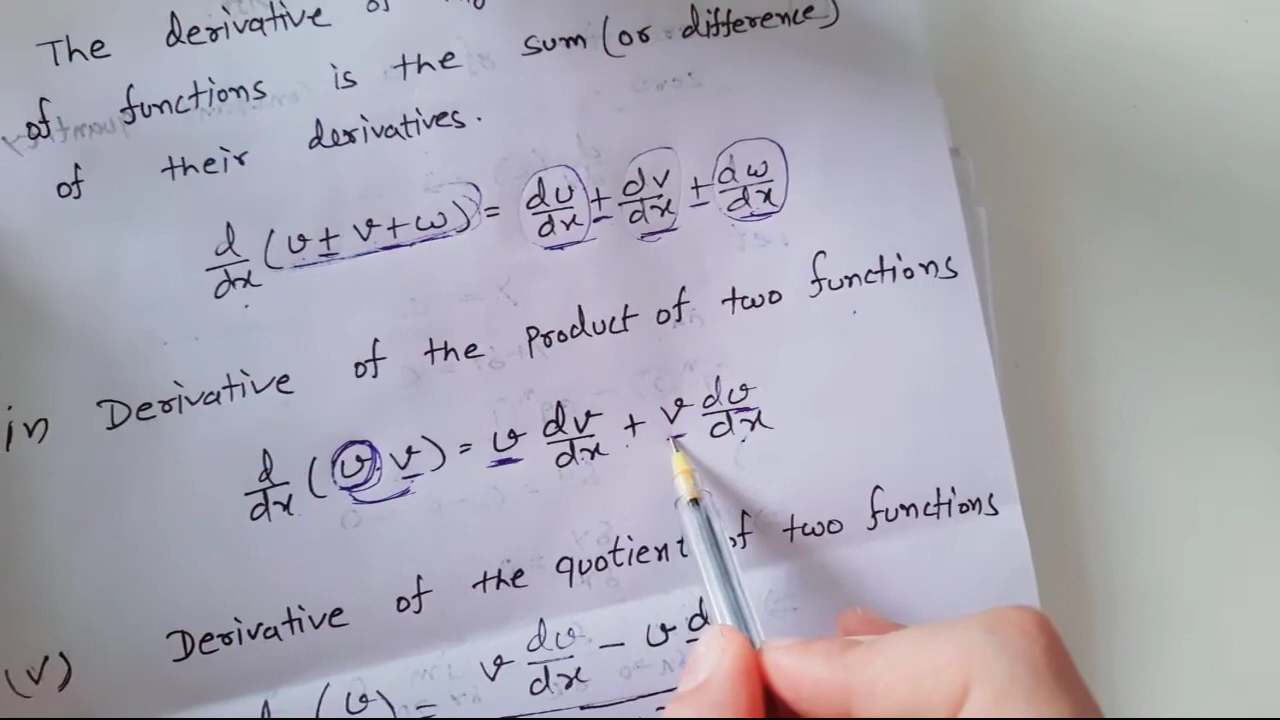 The derivative of
of functions is the sum (or difference)
of their derivatives.
d/dx (u ± v + w) = du/dx ± dv/dx ± dw/dx
in Derivative of the product of two functions
d/dx (u. v) = u dv/dx + v du/dx
(v) Derivative of the quotient of two functions
d (u) = v du/dx - u d